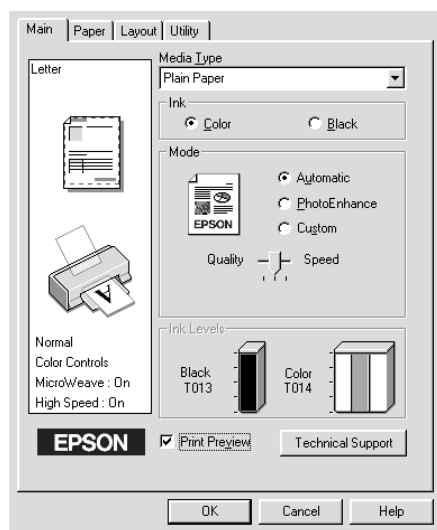 Main Paper Layout Utility
Letter
Media Type
Plain Paper
Ink
Color Black
Mode
EPSON
Automatic
PhotoEnhance
Custom
Quality Speed
A
Normal
Color Controls
MicroWeave : On
High Speed : On
Ink Levels
Black
T013
Color
T014
EPSON
Print Preview
Technical Support
OK Cancel Help